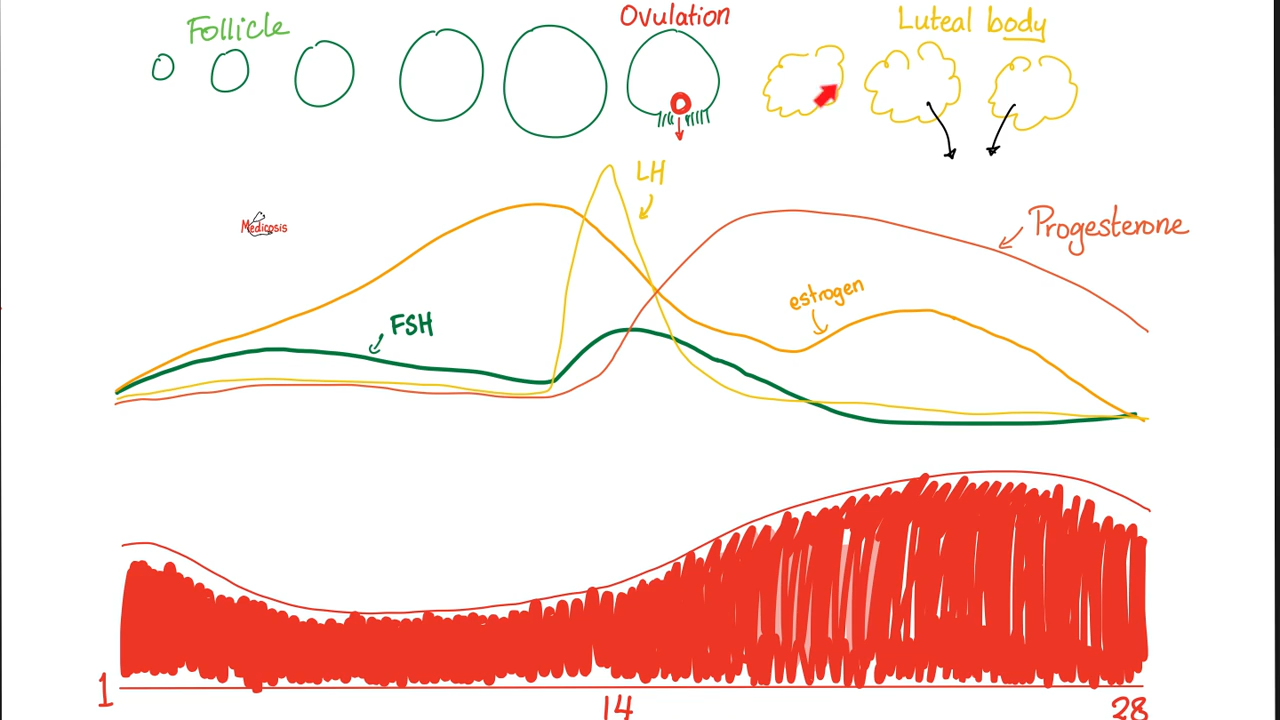 Follicle
Ovulation
Luteal body
LH
Medicosis
Progesterone
estrogen
FSH
1
14
28